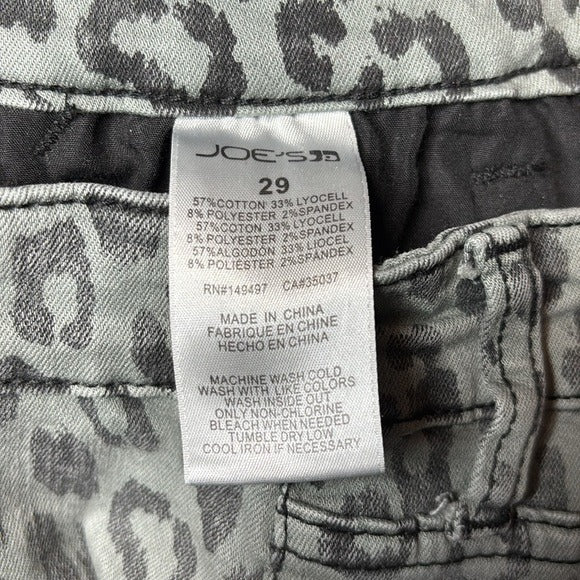 JOE'S
29
57%COTTON 33% LYOCELL
8% POLYESTER 2%SPANDEX
57% COTON 33% LYOCELL
8% POLYESTER 2%SPANDEX
57%ALGODÓN 33% LIOCEL
8% POLIÉSTER 2%SPANDEX
RN#149497 CA#35037
MADE IN CHINA
FABRIQUE EN CHINE
HECHO EN CHINA
MACHINE WASH COLD
WASH WITH LIKE COLORS
WASH INSIDE OUT
ONLY NON-CHLORINE
BLEACH WHEN NEEDED
TUMBLE DRY LOW
COOL IRON IF NECESSARY